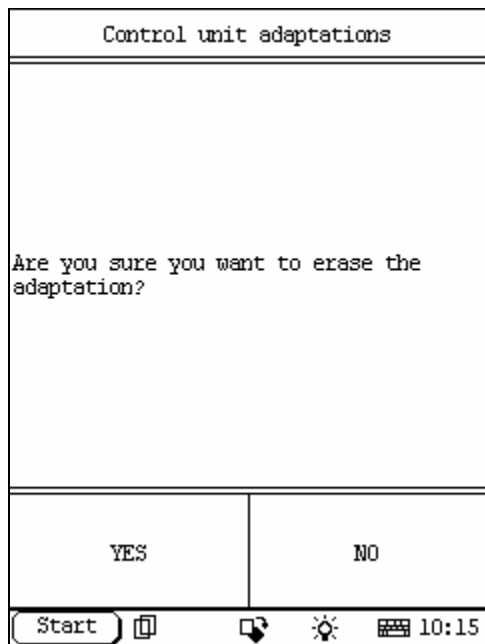 Control unit adaptations
Are you sure you want to erase the
adaptation?
YES
NO
Start
10:15